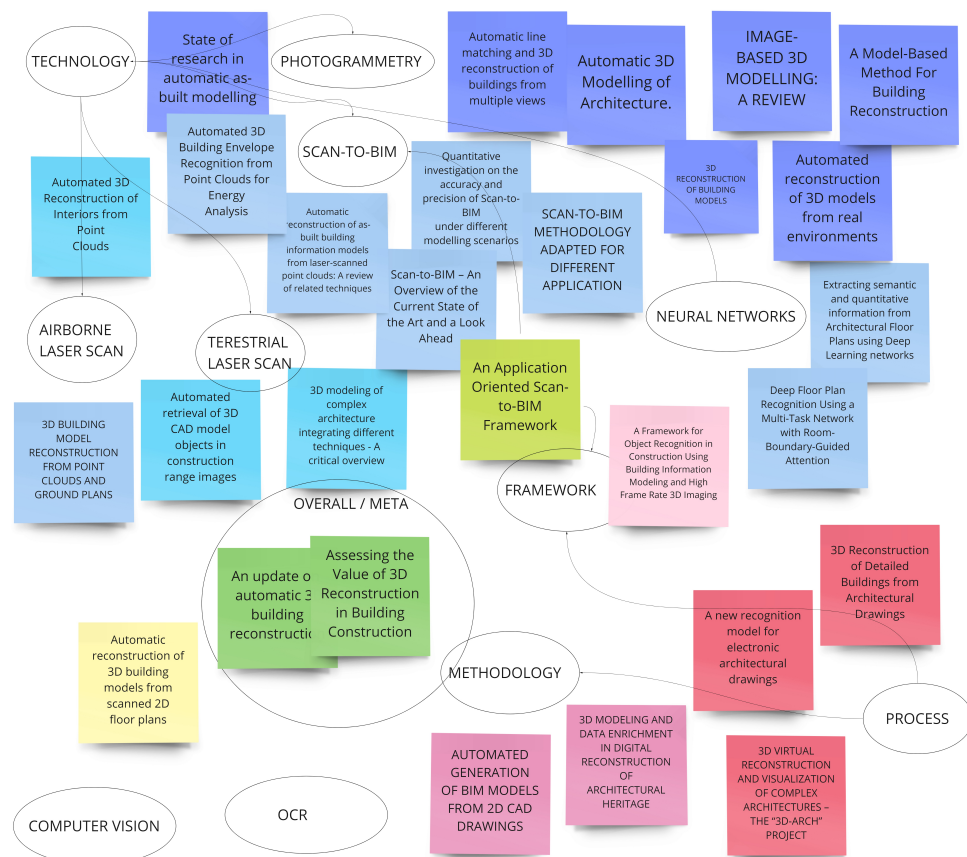 TECHNOLOGY
State of
research in
automatic as-
built modelling
PHOTOGRAMMETRY
Automatic line
matching and 3D
reconstruction of
buildings from
multiple views
Automatic 3D
Modelling of
Architecture.
IMAGE-
BASED 3D
MODELLING:
A REVIEW
A Model-Based
Method For
Building
Reconstruction
Automated 3D
Building Envelope
Recognition from
Point Clouds for
Energy
Analysis
SCAN-TO-BIM
Quantitative
investigation on the
accuracy and
precision of Scan-to-
BIM
under different
modelling scenarios
3D
RECONSTRUCTION
OF BUILDING
MODELS
Automated
reconstruction
of 3D models
from real
environments
Automated 3D
Reconstruction of
Interiors from
Point
Clouds
Automatic
reconstruction of as-
built building
information models
from laser-scanned
point clouds: A review
of related techniques
SCAN-TO-BIM
METHODOLOGY
ADAPTED FOR
DIFFERENT
APPLICATION
Scan-to-BIM – An
Overview of the
Current State of
the Art and a Look
Ahead
Extracting semantic
and quantitative
information from
Architectural Floor
Plans using Deep
Learning networks
AIRBORNE
LASER SCAN
TERESTRIAL
LASER SCAN
NEURAL NETWORKS
An Application
Oriented Scan-
to-BIM
Framework
3D BUILDING
MODEL
RECONSTRUCTION
FROM POINT
CLOUDS AND
GROUND PLANS
Automated
retrieval of 3D
CAD model
objects in
construction
range images
3D modeling of
complex
architecture
integrating different
techniques - A
critical overview
Deep Floor Plan
Recognition Using a
Multi-Task Network
with Room-
Boundary-Guided
Attention
FRAMEWORK
A Framework for
Object Recognition in
Construction Using
Building Information
Modeling and High
Frame Rate 3D Imaging
OVERALL / META
An update o
automatic 3
building
reconstructio
Assessing the
Value of 3D
Reconstruction
in Building
Construction
3D Reconstruction
of Detailed
Buildings from
Architectural
Drawings
A new recognition
model for
electronic
architectural
drawings
Automatic
reconstruction of
3D building
models from
scanned 2D
floor plans
METHODOLOGY
PROCESS
AUTOMATED
GENERATION
OF BIM MODELS
FROM 2D CAD
DRAWINGS
3D MODELING AND
DATA ENRICHMENT
IN DIGITAL
RECONSTRUCTION
OF
ARCHITECTURAL
HERITAGE
3D VIRTUAL
RECONSTRUCTION
AND VISUALIZATION
OF COMPLEX
ARCHITECTURES –
THE “3D-ARCH”
PROJECT
COMPUTER VISION
OCR